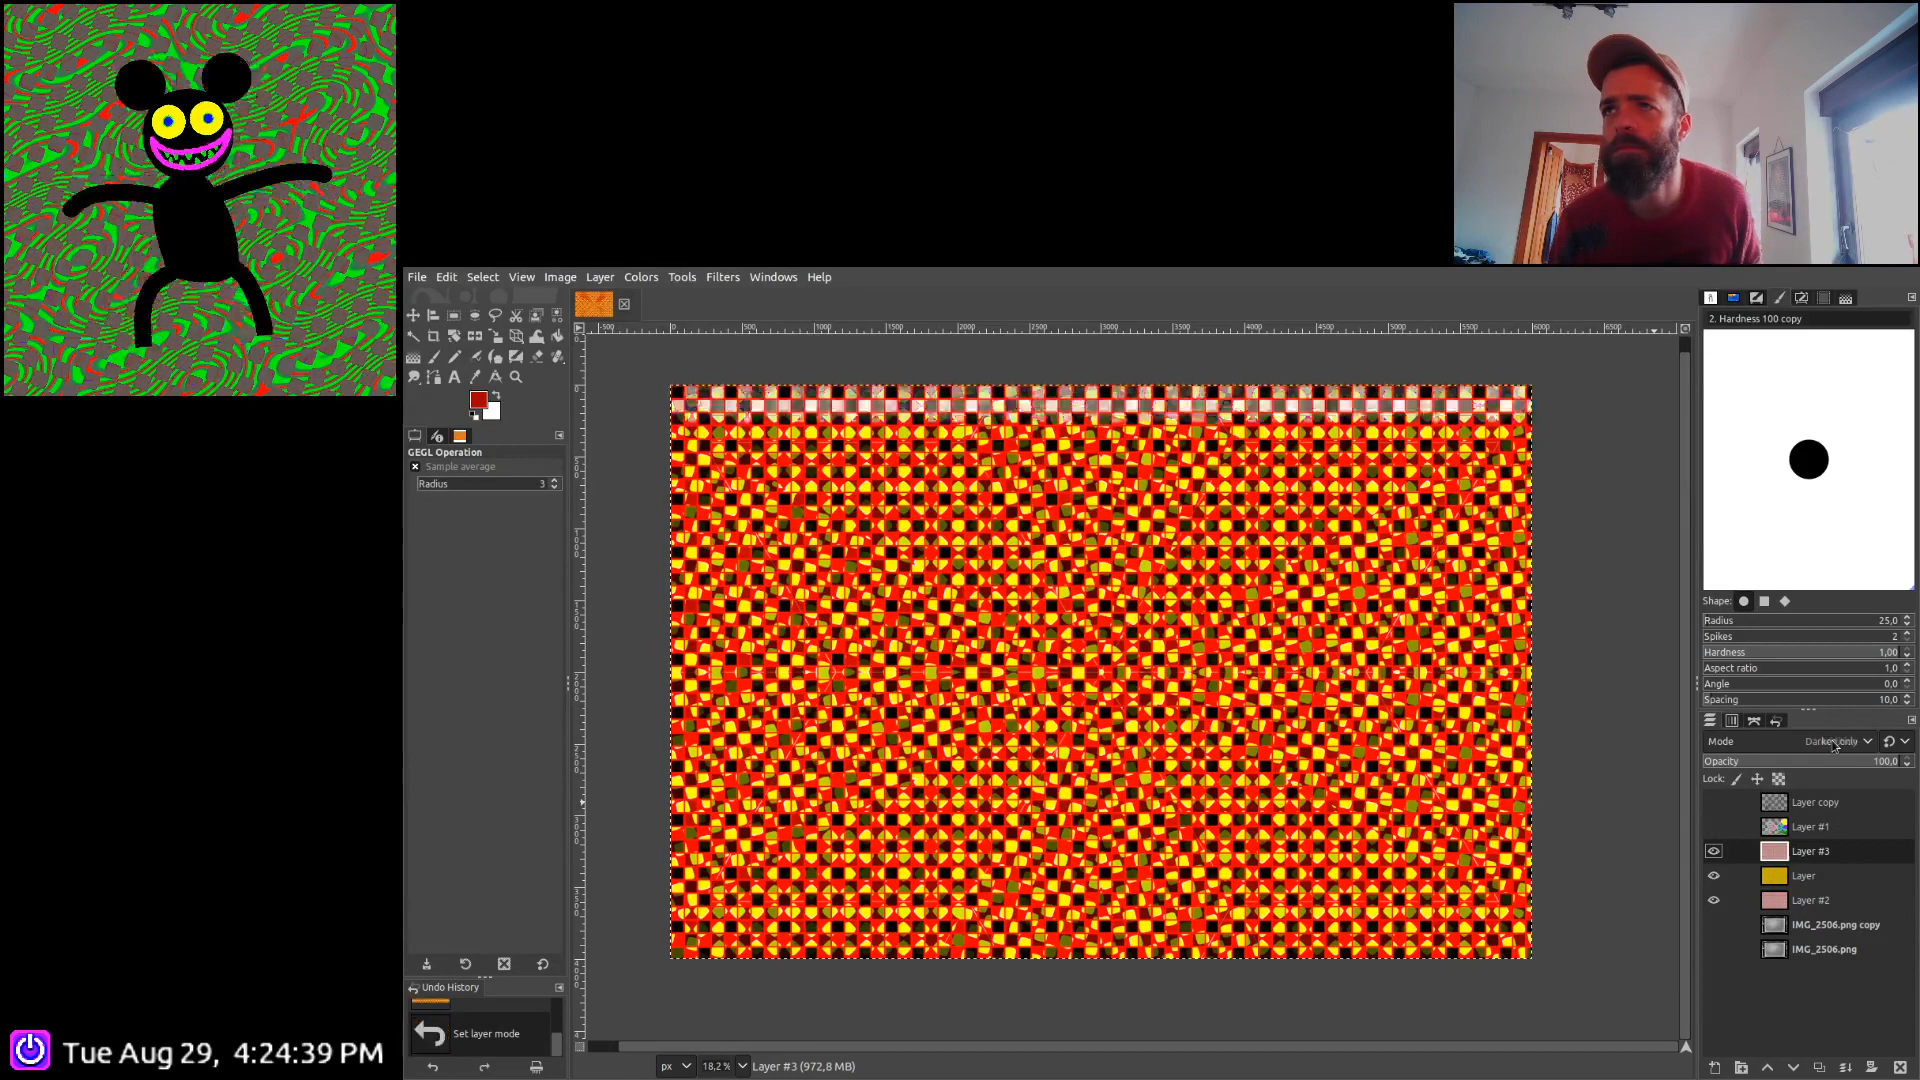 File Edit Select View Image Layer Colors Tools Filters Windows Help
2. Hardness 100 copy
GEGL Operation
Sample average
Radius 3
Shape:
Radius 25,0
Spikes 2
Hardness 1,00
Aspect ratio 1,0
Angle 0,0
Spacing 10,0
Mode
Opacity 100,0
Lock:
Layer copy
Layer #1
Layer #3
Layer
Layer #2
IMG_2506.png copy
IMG_2506.png
Undo History
Set layer mode
px 18,2% Layer #3 (972,8 MB)
Tue Aug 29, 4:24:39 PM